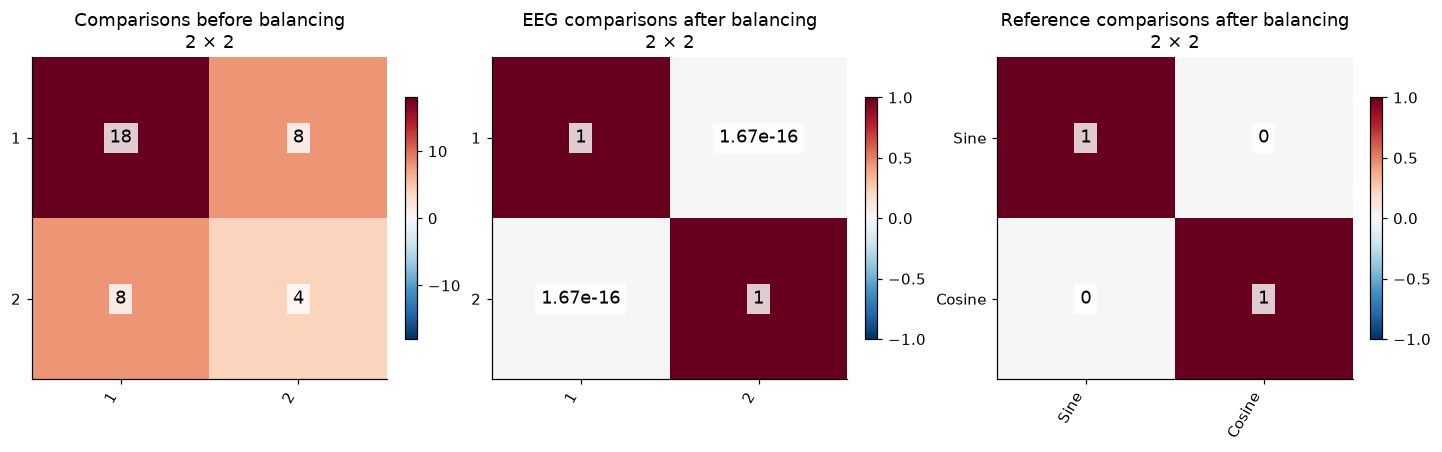 Comparisons before balancing
2 × 2
18
8
8
4
1
2
1
2
10
0
−10
EEG comparisons after balancing
2 × 2
1
1.67e-16
1.67e-16
1
1
2
1
2
1.0
0.5
0.0
−0.5
−1.0
Reference comparisons after balancing
2 × 2
1
0
0
1
Sine
Cosine
Sine
Cosine
1.0
0.5
0.0
−0.5
−1.0